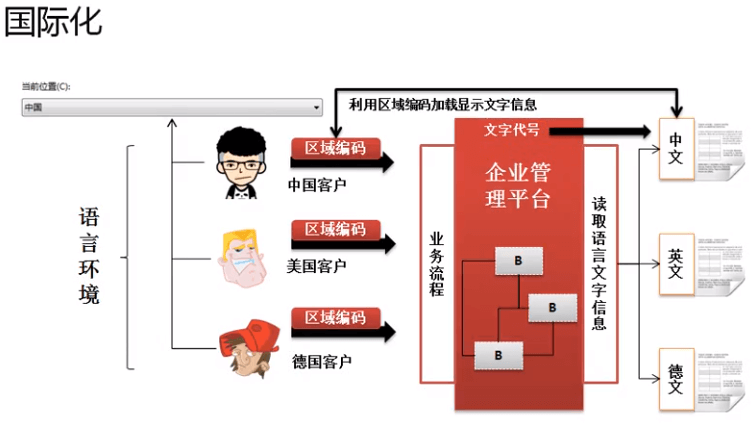 国际化
当前位置(C):
中国
利用区域编码加载显示文字信息
文字代号
区域编码
中国客户
企业管
理平台
中文
语言环境
区域编码
美国客户
业务流程
读取语言文字信息
B
B
B
英文
区域编码
德国客户
德文